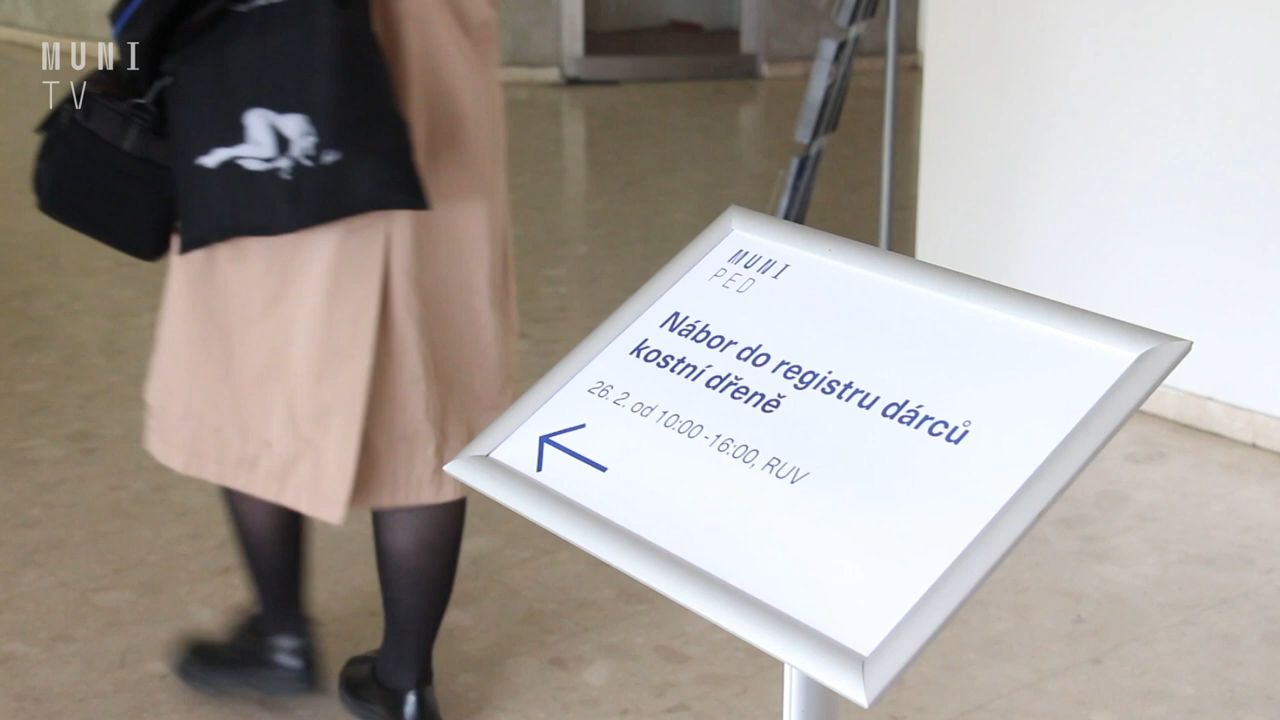 MUNI
TV
MUNI
PED
Nábor do registru dárců
kostní dřeně
26. 2. od 10:00 -16:00, RUV